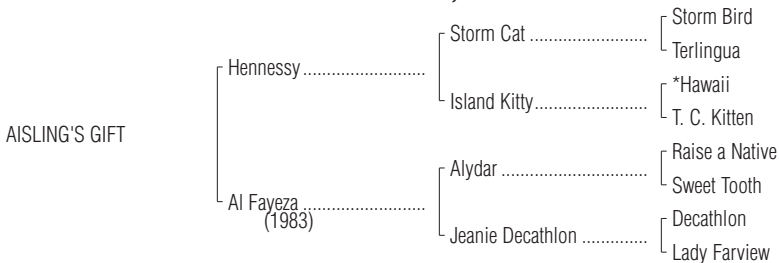 Storm Bird
Storm Cat ..........................
Terlingua
Hennessy ...........................
*Hawaii
Island Kitty.........................
T. C. Kitten
AISLING'S GIFT
Raise a Native
Alydar ................................
Sweet Tooth
Al Fayeza ...........................
(1983)
Decathlon
Jeanie Decathlon ...............
Lady Farview